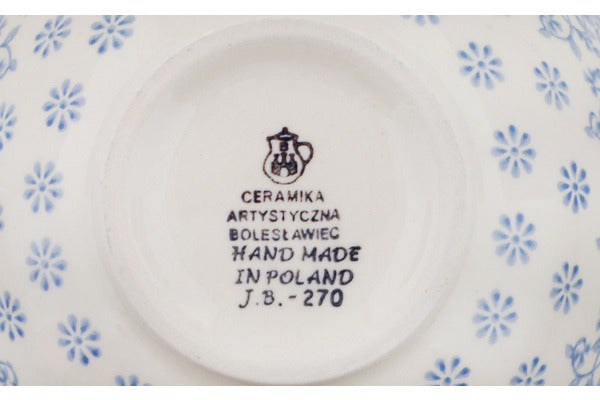 CERAMIKA
ARTYSTYCZNA
BOLESŁAWIEC
HAND MADE
IN POLAND
J.B.-270